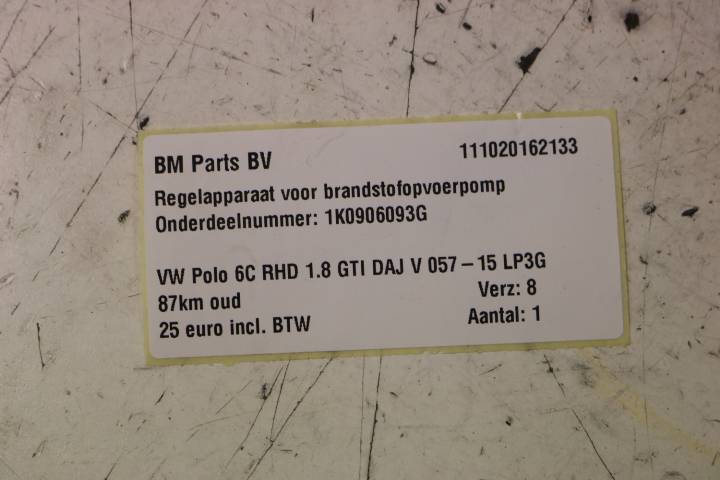 BM Parts BV 111020162133
Regelapparaat voor brandstofopvoerpomp
Onderdeelnummer: 1K0906093G
VW Polo 6C RHD 1.8 GTI DAJ V 057-15 LP3G
87km oud Verz: 8
25 euro incl. BTW Aantal: 1